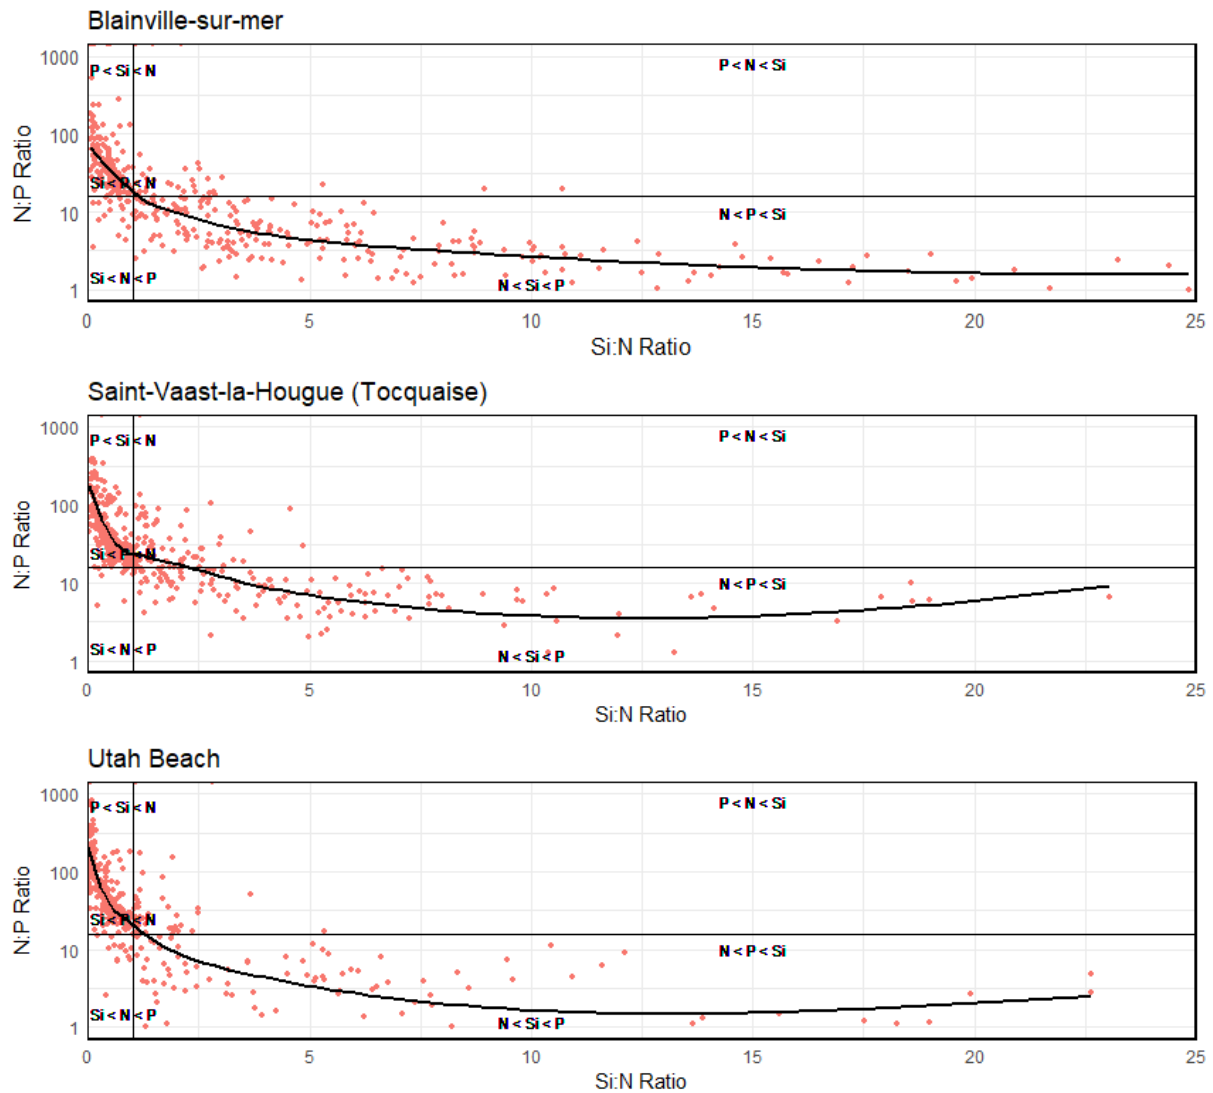 Blainville-sur-mer
1000
P < Si < N
P < N < Si
100
N:P Ratio
Si < P < N
10
N < P < Si
Si < N < P
N < Si < P
1
0 5 10 15 20 25
Si:N Ratio
Saint-Vaast-la-Hougue (Tocquaise)
1000
P < Si < N
P < N < Si
100
N:P Ratio
Si < P < N
10
N < P < Si
Si < N < P
N < Si < P
1
0 5 10 15 20 25
Si:N Ratio
Utah Beach
1000
P < Si < N
P < N < Si
100
N:P Ratio
Si < P < N
10
N < P < Si
Si < N < P
N < Si < P
1
0 5 10 15 20 25
Si:N Ratio